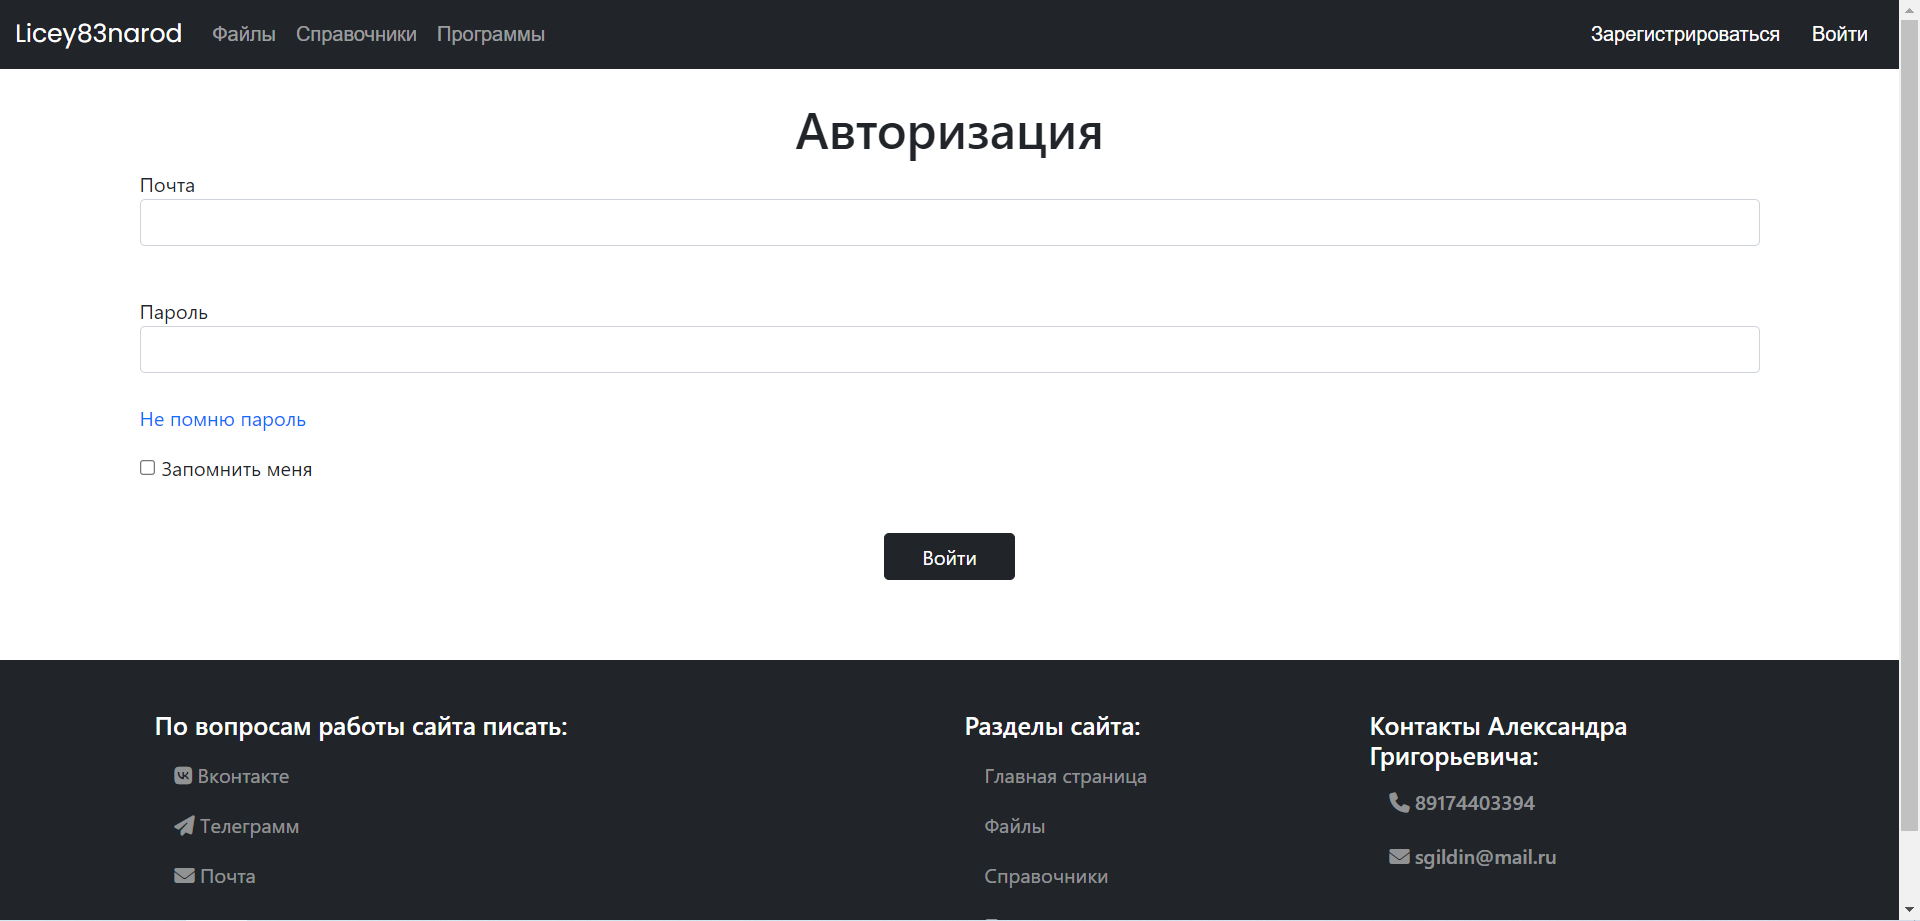 Licey83narod Файлы Справочники Программы Зарегистрироваться Войти
Авторизация
Почта
Пароль
Не помню пароль
Запомнить меня
Войти
По вопросам работы сайта писать:
Вконтакте
Телеграмм
Почта
Разделы сайта:
Главная страница
Файлы
Справочники
Контакты Александра
Григорьевича:
89174403394
sgildin@mail.ru